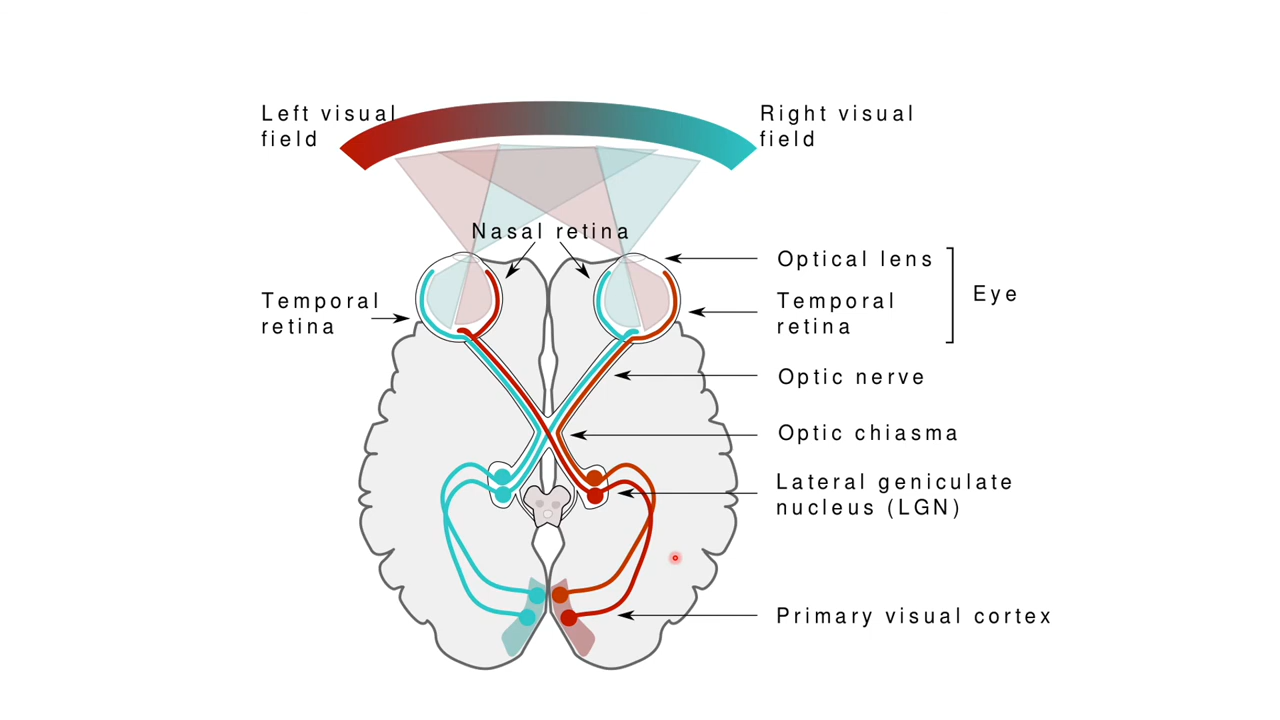 Left visual
field
Right visual
field
Nasal retina
Optical lens
Eye
Temporal
retina
Temporal
retina
Optic nerve
Optic chiasma
Lateral geniculate
nucleus (LGN)
Primary visual cortex